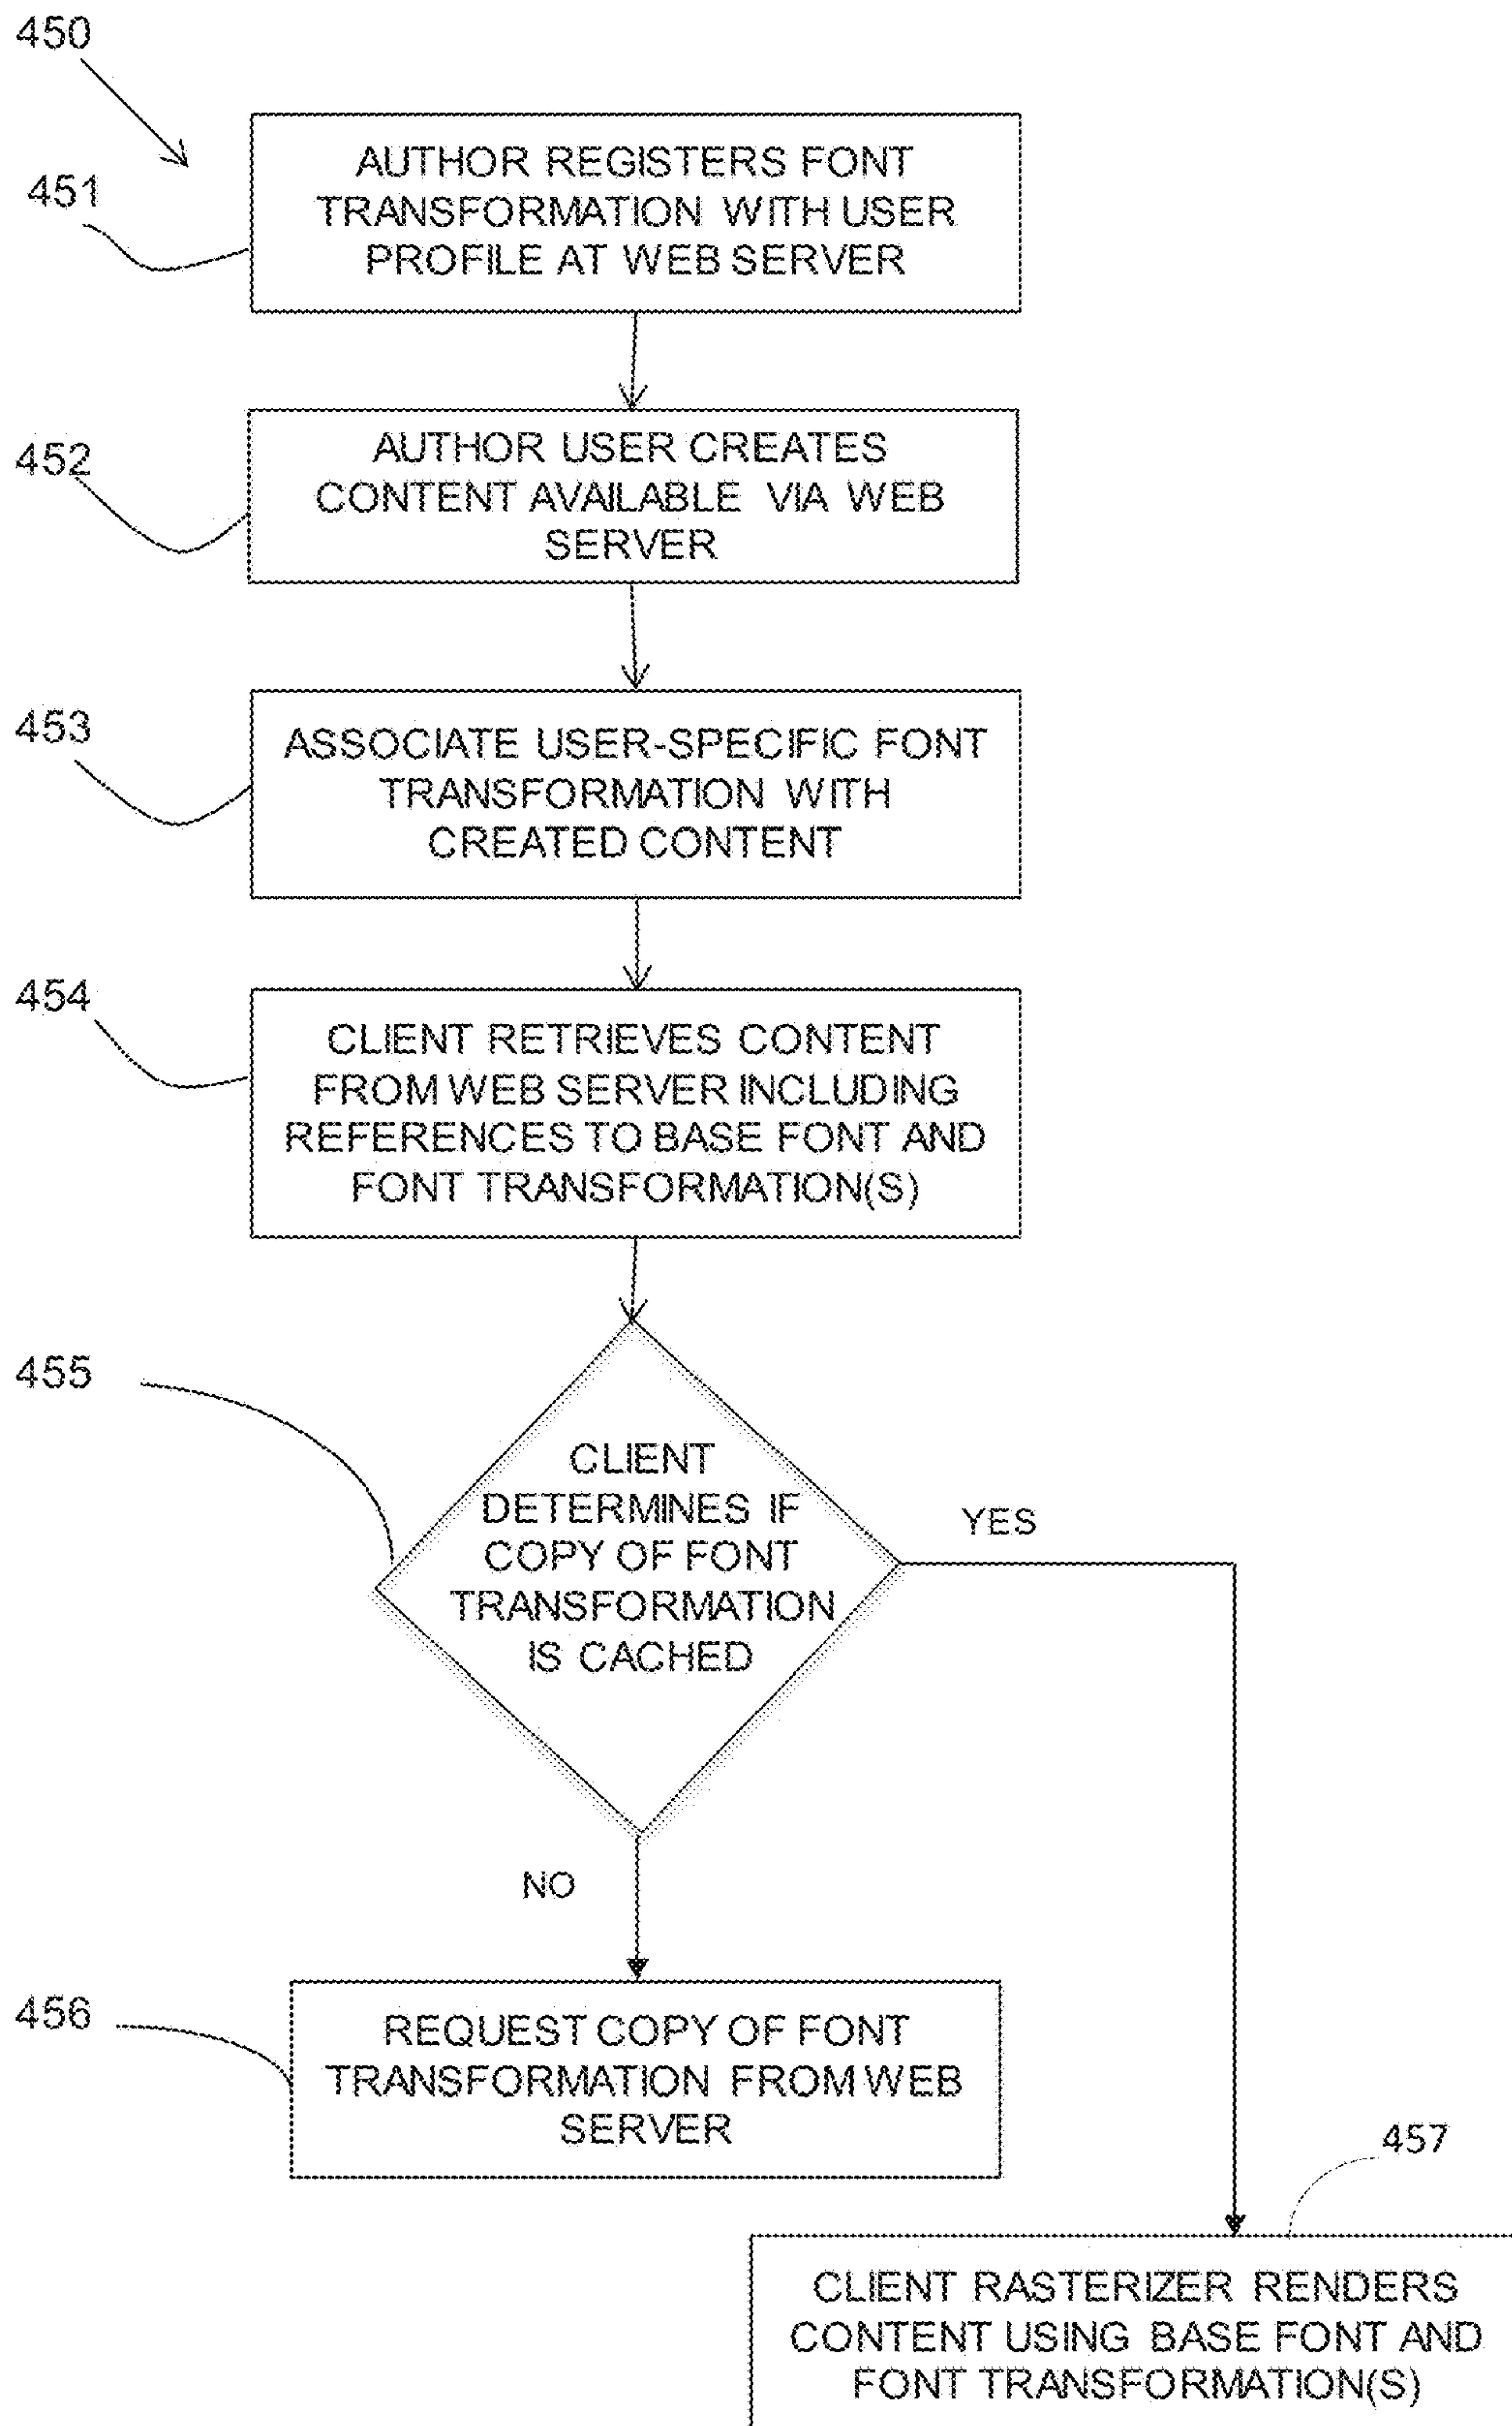 450
451
AUTHOR REGISTERS FONT
TRANSFORMATION WITH USER
PROFILE AT WEB SERVER
452
AUTHOR USER CREATES
CONTENT AVAILABLE VIA WEB
SERVER
453
ASSOCIATE USER-SPECIFIC FONT
TRANSFORMATION WITH
CREATED CONTENT
454
CLIENT RETRIEVES CONTENT
FROM WEB SERVER INCLUDING
REFERENCES TO BASE FONT AND
FONT TRANSFORMATION(S)
455
CLIENT
DETERMINES IF
COPY OF FONT
TRANSFORMATION
IS CACHED
YES
NO
456
REQUEST COPY OF FONT
TRANSFORMATION FROM WEB
SERVER
457
CLIENT RASTERIZER RENDERS
CONTENT USING BASE FONT AND
FONT TRANSFORMATION(S)